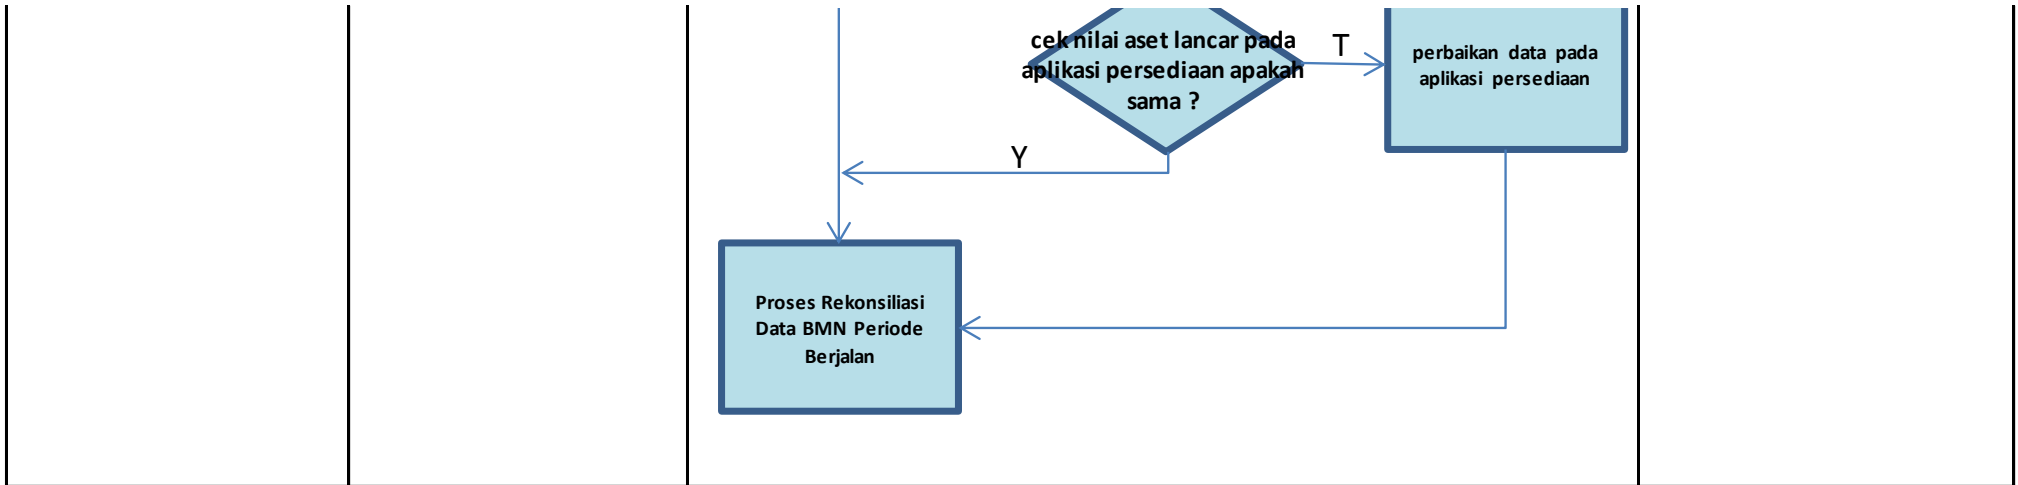 cek nilai aset lancar pada
aplikasi persediaan apakah
sama ?
T
perbaikan data pada
aplikasi persediaan
Y
Proses Rekonsiliasi
Data BMN Periode
Berjalan